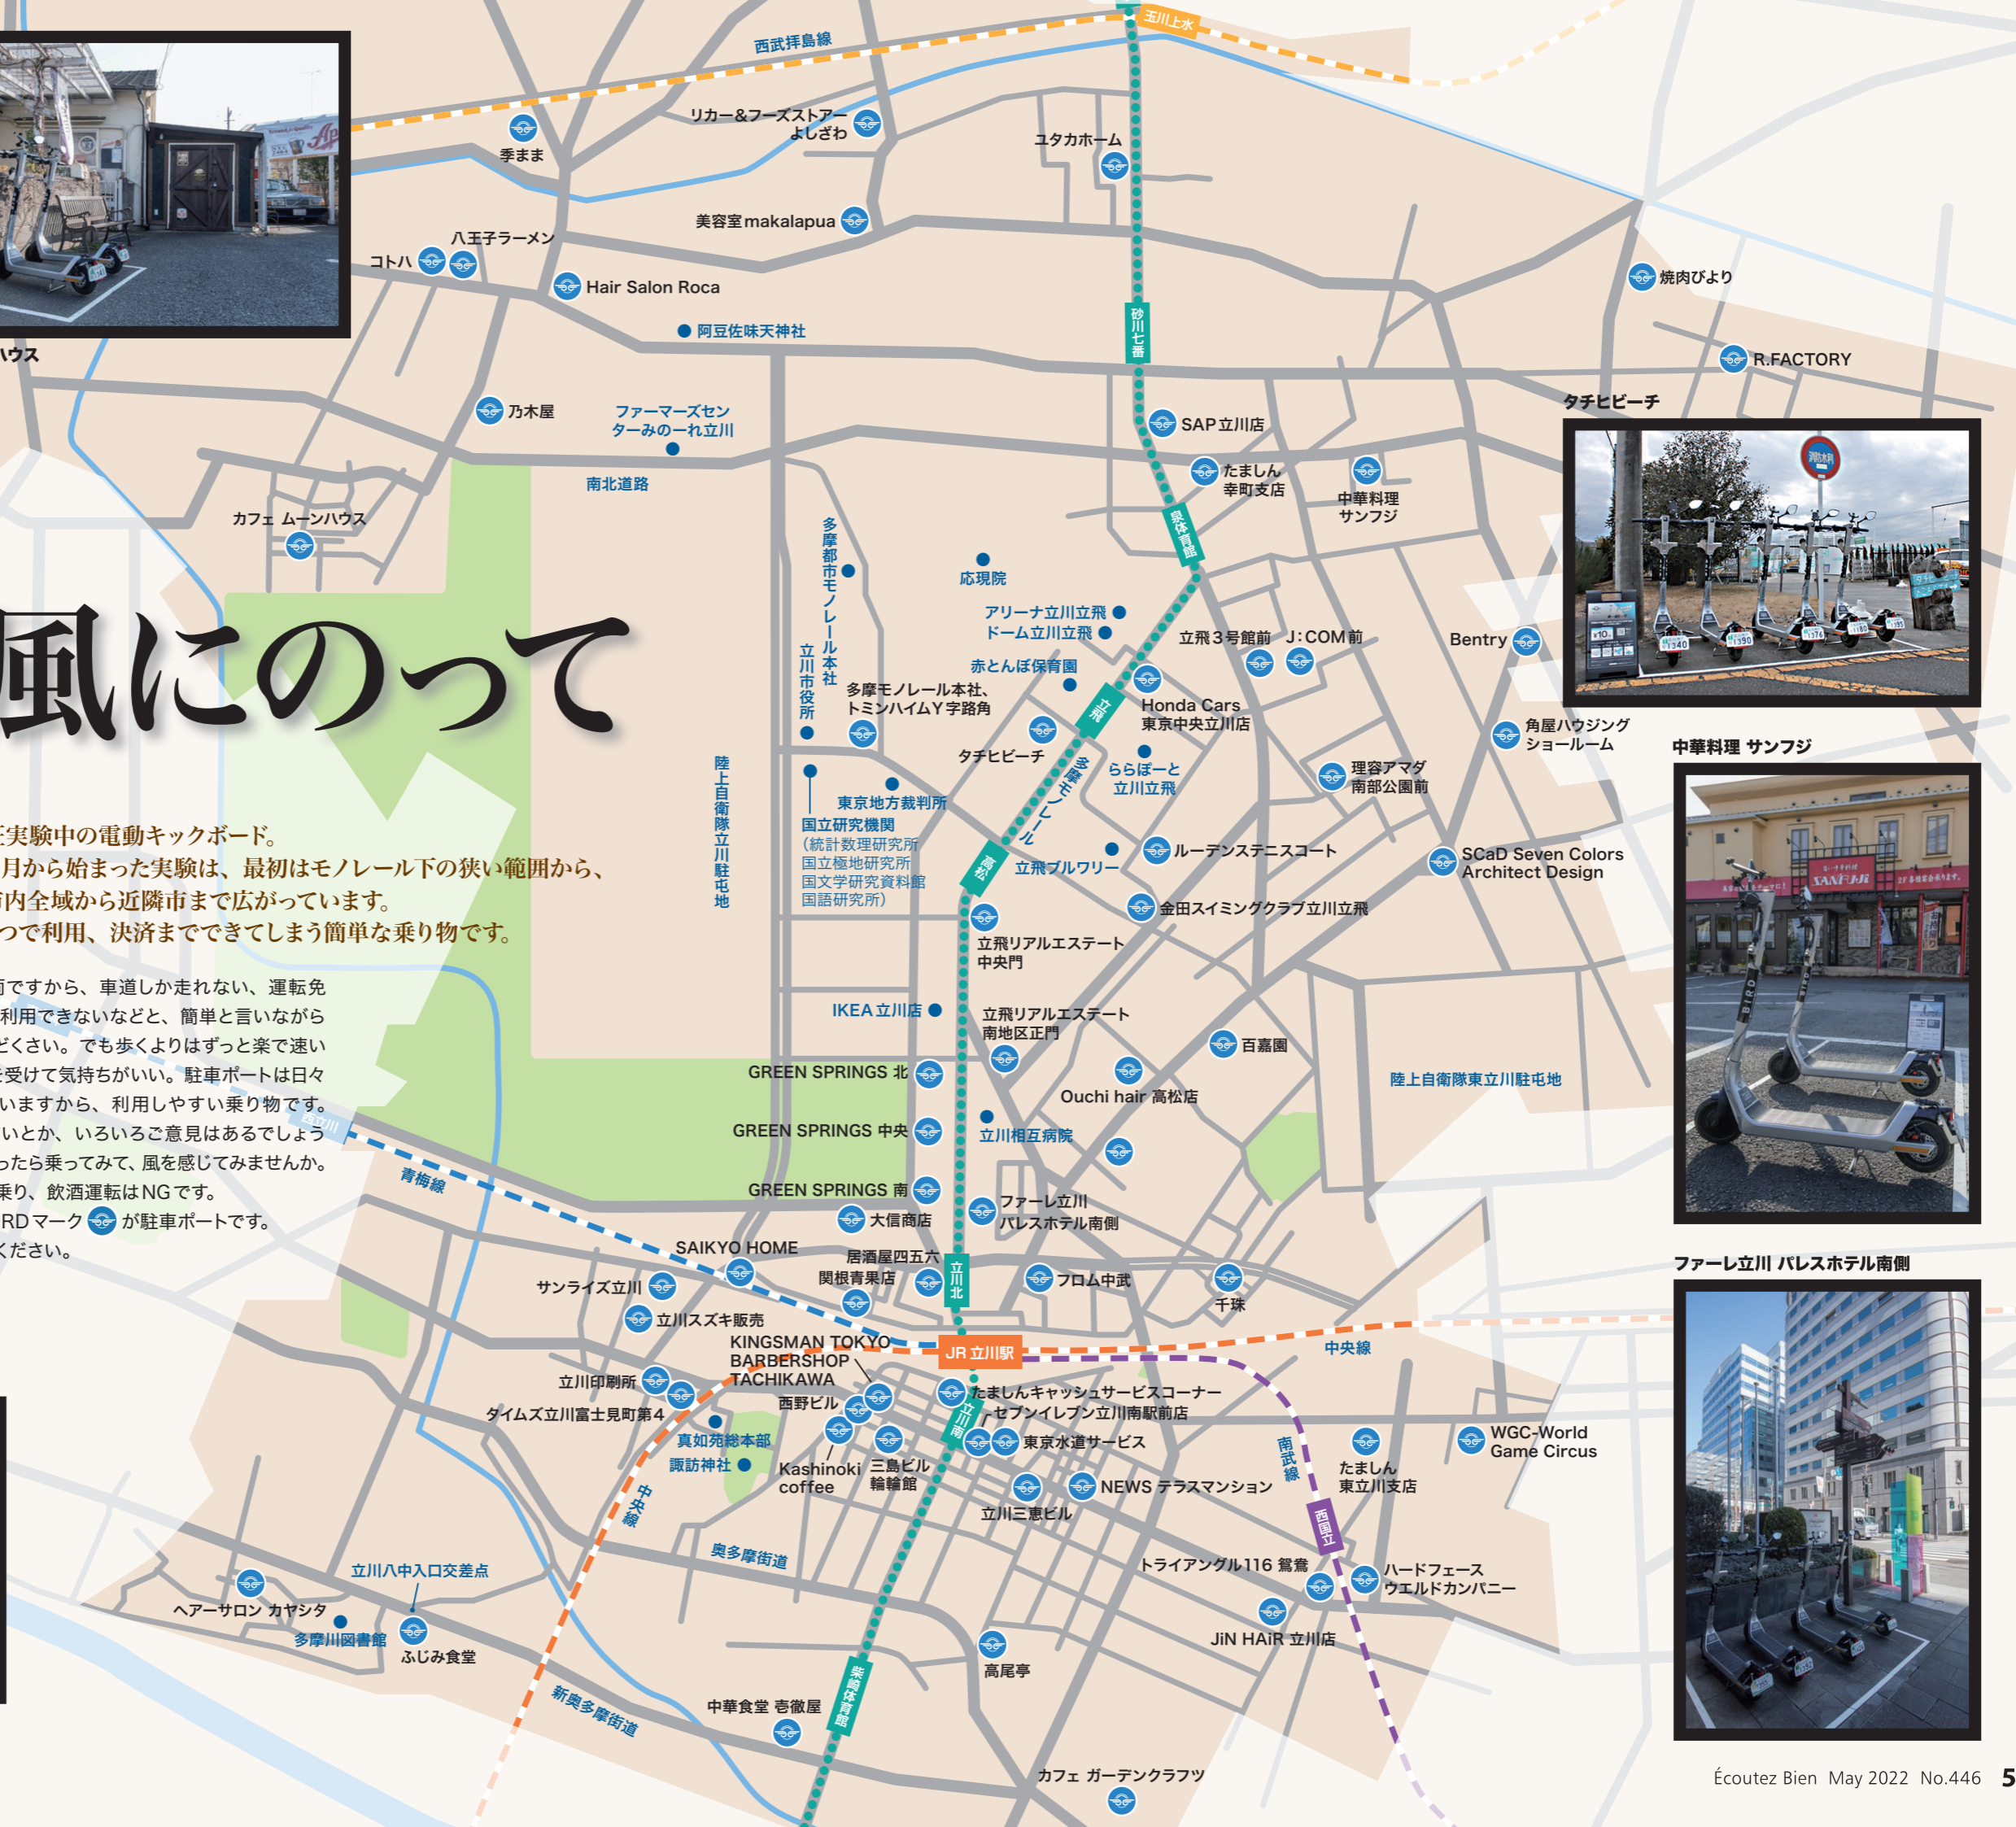 風にのって
正実験中の電動キックボード。
月から始まった実験は、最初はモノレール下の狭い範囲から、
市内全域から近隣市まで広がっています。
つで利用、決済までできてしまう簡単な乗り物です。
両ですから、車道しか走れない、運転免
利用できないなどと、簡単と言いながら
どくさい。でも歩くよりはずっと楽で速い
を受けて気持ちがいい。駐車ポートは日々
いますから、利用しやすい乗り物です。
いとか、いろいろご意見はあるでしょう
ったら乗ってみて、風を感じてみませんか。
乗り、飲酒運転はNGです。
RDマーク が駐車ポートです。
ください。
ハウス
玉川上水
西武拝島線
リカー&フーズストアー
よしざわ
季まま
ユタカホーム
美容室makalapua
八王子ラーメン
コトハ
Hair Salon Roca
焼肉びより
阿豆佐味天神社
砂川七番
R.FACTORY
乃木屋
ファーマーズセン
ターみのーれ立川
南北道路
SAP立川店
たましん
幸町支店
中華料理
サンフジ
カフェ ムーンハウス
泉体育館
多摩都市モノレール本社
応現院
アリーナ立川立飛
ドーム立川立飛
立飛3号館前
J:COM前
Bentry
立川市役所
赤とんぼ保育園
多摩モノレール本社、
トミンハイムY字路角
立飛
Honda Cars
東京中央立川店
角屋ハウジング
ショールーム
タチヒビーチ
ららぽーと
立川立飛
多摩モノレール
理容アマダ
南部公園前
陸上自衛隊立川駐屯地
東京地方裁判所
国立研究機関
（統計数理研究所
国立極地研究所
国文学研究資料館
国語研究所）
高松
立飛ブルワリー
ルーデンステニスコート
SCaD Seven Colors
Architect Design
金田スイミングクラブ立川立飛
立飛リアルエステート
中央門
IKEA立川店
立飛リアルエステート
南地区正門
百嘉園
GREEN SPRINGS 北
Ouchi hair 高松店
陸上自衛隊東立川駐屯地
GREEN SPRINGS 中央
立川相互病院
西立川
青梅線
GREEN SPRINGS 南
ファーレ立川
パレスホテル南側
大信商店
SAIKYO HOME
居酒屋四五六
関根青果店
立川北
フロム中武
千珠
サンライズ立川
立川スズキ販売
KINGSMAN TOKYO
BARBERSHOP
TACHIKAWA
JR立川駅
中央線
立川印刷所
西野ビル
たましんキャッシュサービスコーナー
セブンイレブン立川南駅前店
タイムズ立川富士見町第4
立川南
東京水道サービス
真如苑総本部
諏訪神社
Kashinoki
coffee
三島ビル
輪輪館
南武線
たましん
東立川支店
WGC-World
Game Circus
NEWS テラスマンション
立川三恵ビル
中央線
西国立
奥多摩街道
トライアングル116 鴛鴦
ハードフェース
ウエルドカンパニー
立川八中入口交差点
ヘアーサロン カヤシタ
多摩川図書館
ふじみ食堂
JiN HAiR 立川店
高尾亭
柴崎体育館
新奥多摩街道
中華食堂 壱徹屋
カフェ ガーデンクラフツ
タチヒビーチ
消防水利
1340
1390
1376
1180
1395
中華料理 サンフジ
SANFUJI
BIRD
ファーレ立川 パレスホテル南側
Écoutez Bien May 2022 No.446 5